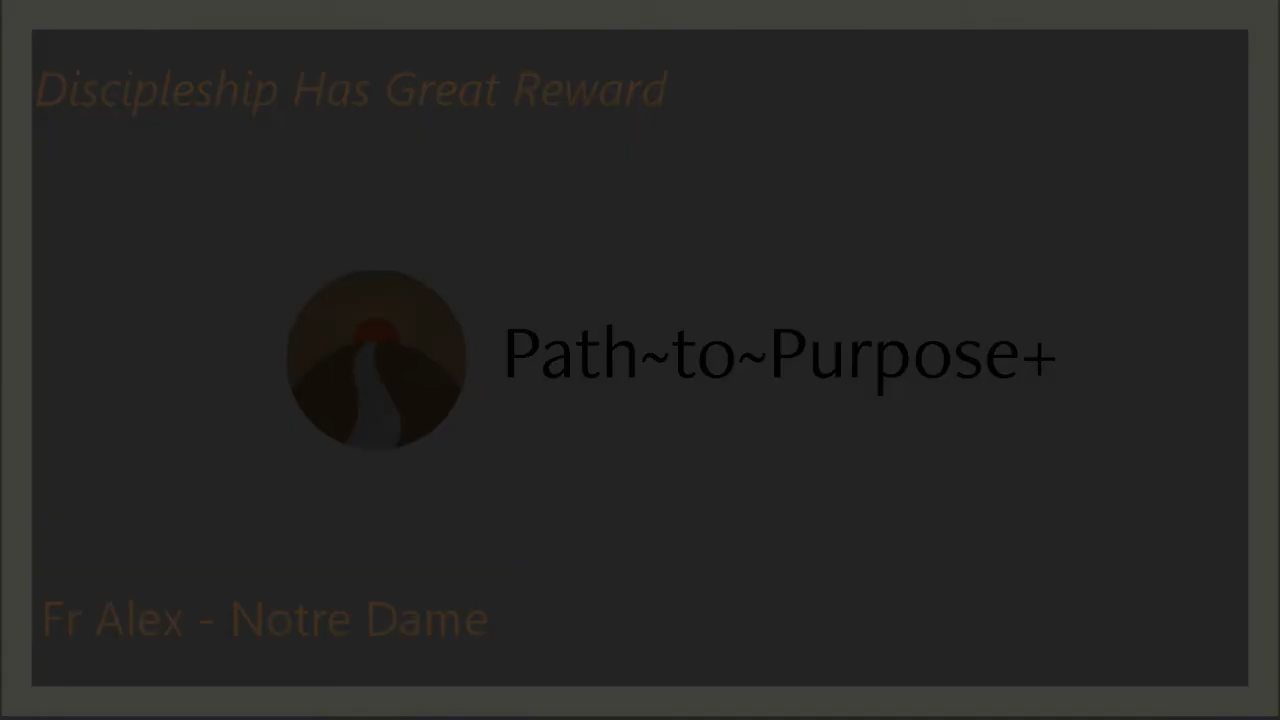 Discipleship Has Great Reward
Path~to~Purpose+
Fr Alex - Notre Dame